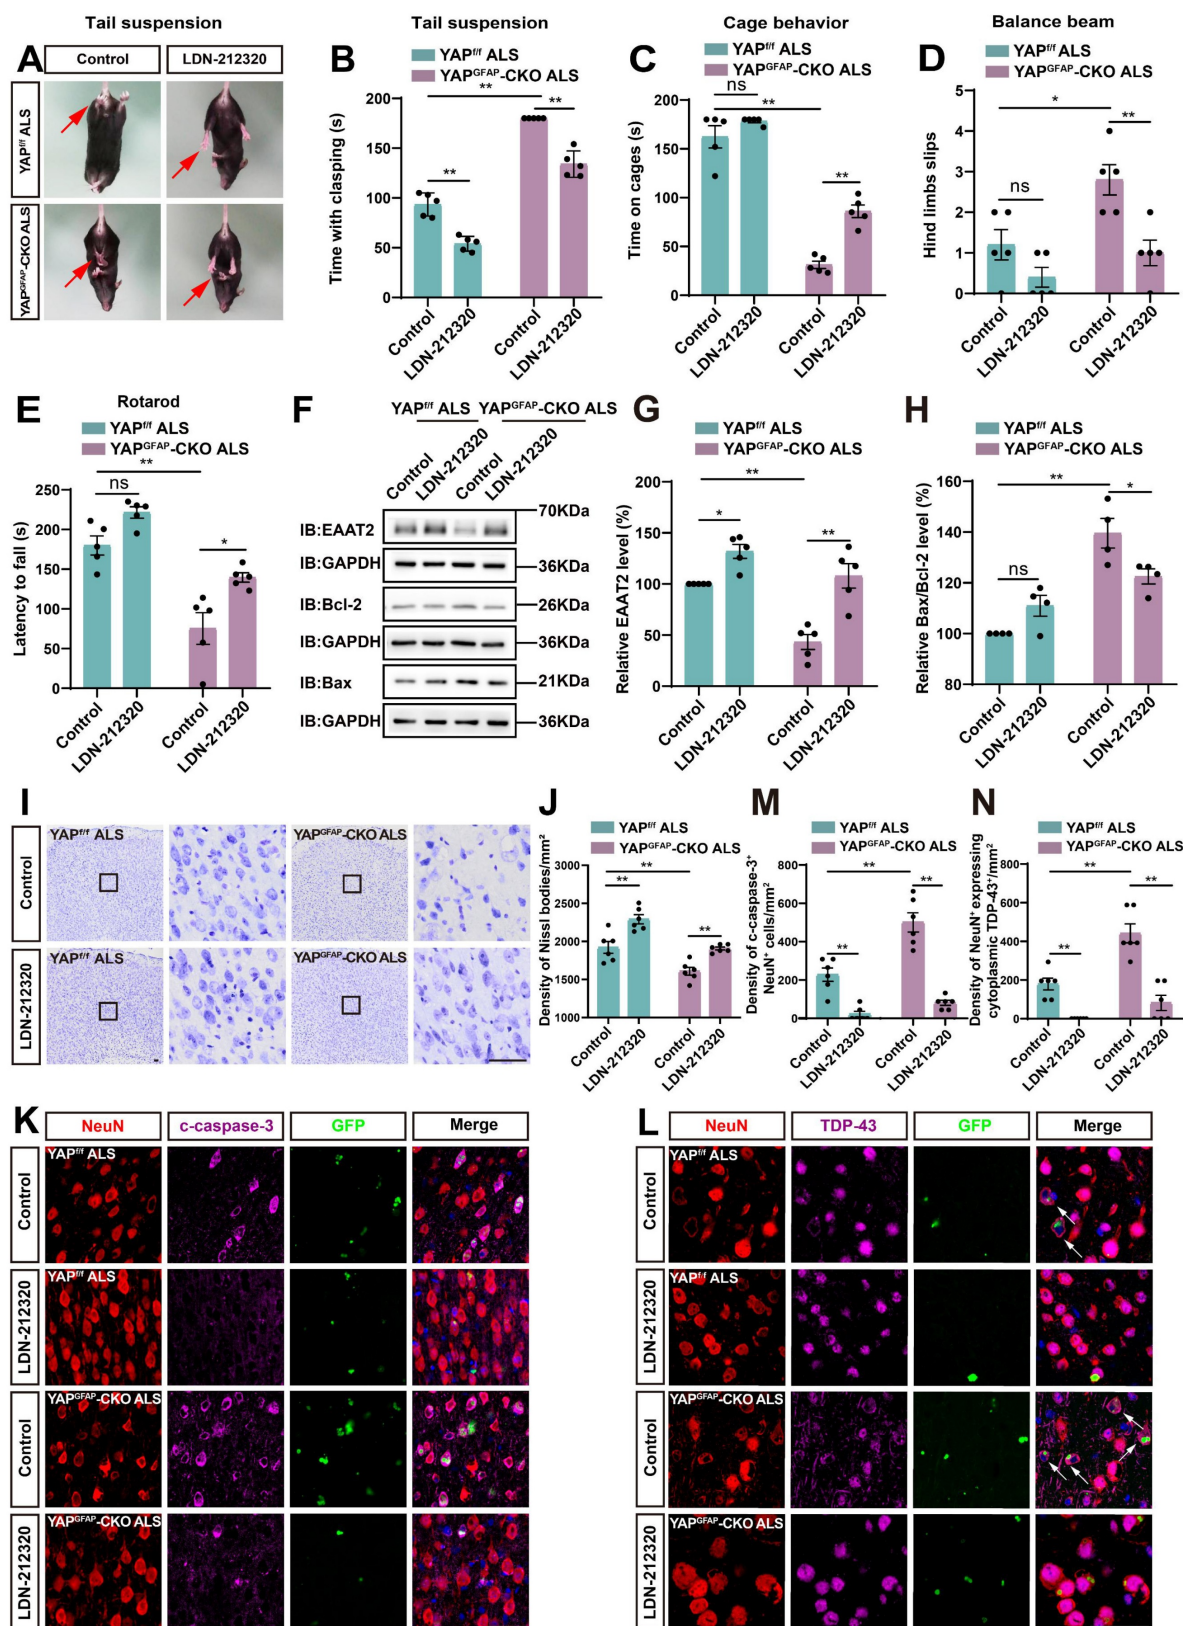 Tail suspension
Tail suspension
Cage behavior
Balance beam
A
Control
LDN-212320
YAPf/f ALS
YAPGFAP-CKO ALS
B
YAPf/f ALS
YAPGFAP-CKO ALS
Time with clasping (s)
200
150
100
50
0
**
**
**
Control
LDN-212320
Control
LDN-212320
C
YAPf/f ALS
YAPGFAP-CKO ALS
Time on cages (s)
200
150
100
50
0
ns
**
**
Control
LDN-212320
Control
LDN-212320
D
YAPf/f ALS
YAPGFAP-CKO ALS
Hind limbs slips
5
4
3
2
1
0
*
**
ns
Control
LDN-212320
Control
LDN-212320
E
Rotarod
YAPf/f ALS
YAPGFAP-CKO ALS
Latency to fall (s)
250
200
150
100
50
0
**
ns
*
Control
LDN-212320
Control
LDN-212320
F
YAPf/f ALS
YAPGFAP-CKO ALS
Control
LDN-212320
Control
LDN-212320
70KDa
IB:EAAT2
IB:GAPDH
36KDa
IB:Bcl-2
26KDa
IB:GAPDH
36KDa
IB:Bax
21KDa
IB:GAPDH
36KDa
G
YAPf/f ALS
YAPGFAP-CKO ALS
Relative EAAT2 level (%)
200
150
100
50
0
**
*
**
Control
LDN-212320
Control
LDN-212320
H
YAPf/f ALS
YAPGFAP-CKO ALS
Relative Bax/Bcl-2 level (%)
160
140
120
100
80
**
*
ns
Control
LDN-212320
Control
LDN-212320
I
Control
LDN-212320
YAPf/f ALS
YAPGFAP-CKO ALS
YAPf/f ALS
YAPGFAP-CKO ALS
J
YAPf/f ALS
YAPGFAP-CKO ALS
Density of Nissl bodies/mm²
3000
2500
2000
1500
1000
**
**
**
Control
LDN-212320
Control
LDN-212320
M
YAPf/f ALS
YAPGFAP-CKO ALS
Density of c-caspase-3+
NeuN+ cells/mm²
800
600
400
200
0
**
**
**
Control
LDN-212320
Control
LDN-212320
N
YAPf/f ALS
YAPGFAP-CKO ALS
Density of NeuN+ expressing
cytoplasmic TDP-43+/mm²
800
600
400
200
0
**
**
**
Control
LDN-212320
Control
LDN-212320
K
NeuN
c-caspase-3
GFP
Merge
Control
YAPf/f ALS
LDN-212320
YAPf/f ALS
Control
YAPGFAP-CKO ALS
LDN-212320
YAPGFAP-CKO ALS
L
NeuN
TDP-43
GFP
Merge
Control
YAPf/f ALS
LDN-212320
YAPf/f ALS
Control
YAPGFAP-CKO ALS
LDN-212320
YAPGFAP-CKO ALS